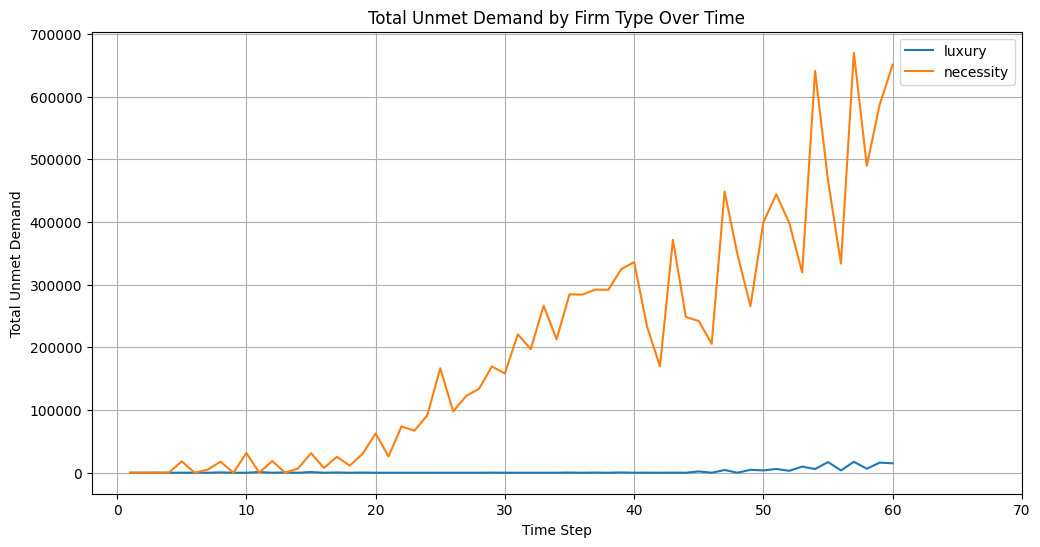 Total Unmet Demand by Firm Type Over Time
Total Unmet Demand
700000
600000
500000
400000
300000
200000
100000
0
luxury
necessity
0 10 20 30 40 50 60 70
Time Step